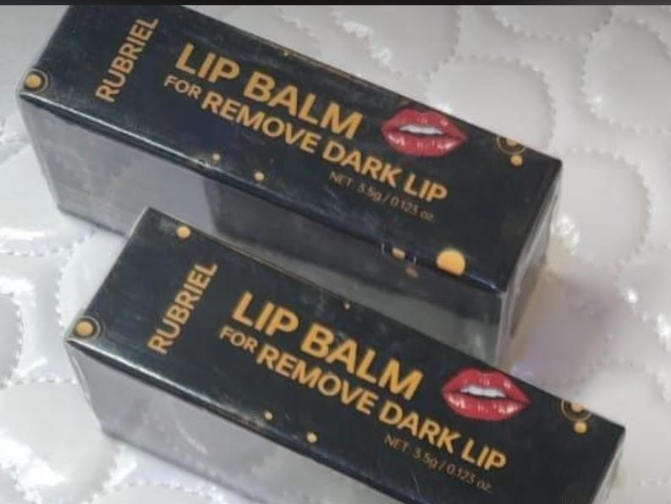 RUBRIEL
LIP BALM
FOR REMOVE DARK LIP
NET. 3.5g / 0.123 oz.
RUBRIEL
LIP BALM
FOR REMOVE DARK LIP
NET. 3.5g / 0.123 oz.